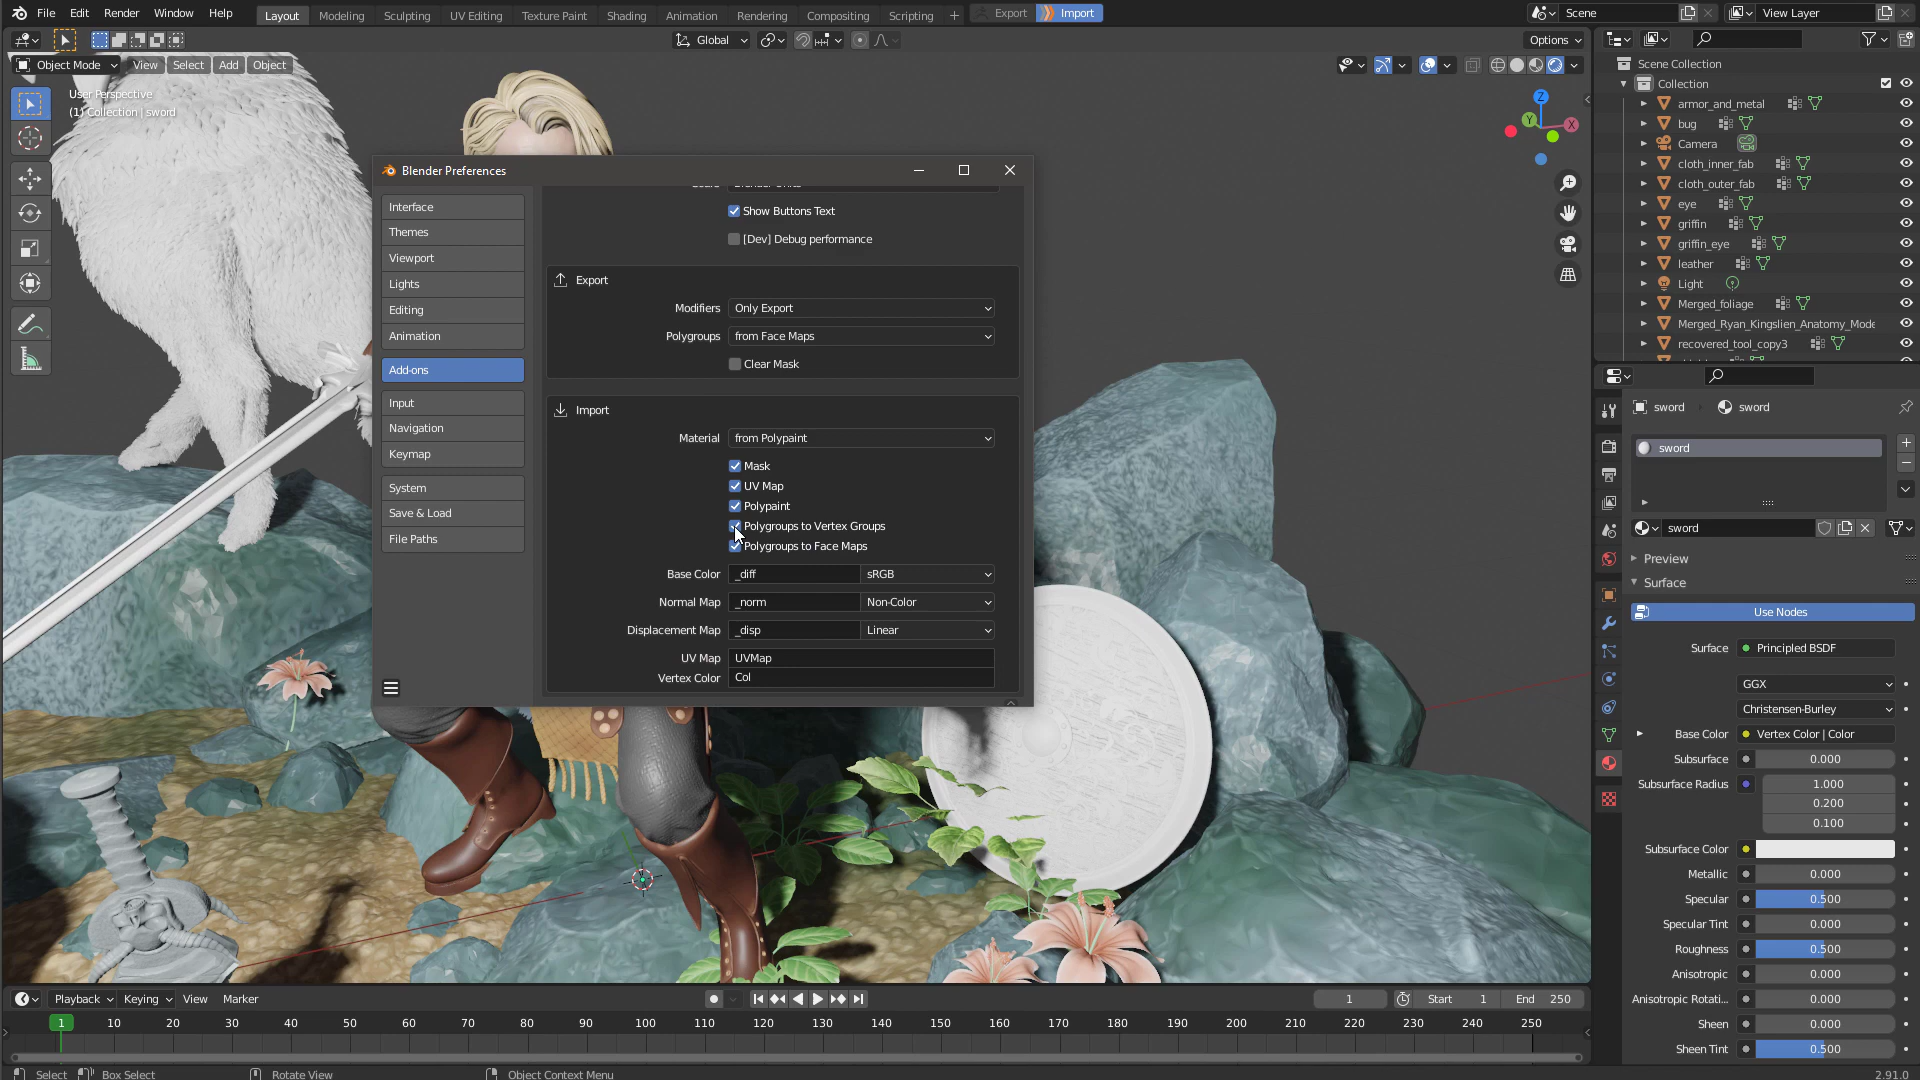 File Edit Render Window Help Layout Modeling Sculpting UV Editing Texture Paint Shading Animation Rendering Compositing Scripting + Export Import Scene View Layer
Global Options
Object Mode View Select Add Object
User Perspective
(1) Collection | sword
Z
Y
X
Blender Preferences
Interface
Themes
Viewport
Lights
Editing
Animation
Add-ons
Input
Navigation
Keymap
System
Save & Load
File Paths
Show Buttons Text
[Dev] Debug performance
Export
Modifiers Only Export
Polygroups from Face Maps
Clear Mask
Import
Material from Polypaint
Mask
UV Map
Polypaint
Polygroups to Vertex Groups
Polygroups to Face Maps
Base Color _diff sRGB
Normal Map _norm Non-Color
Displacement Map _disp Linear
UV Map UVMap
Vertex Color Col
Scene Collection
Collection
armor_and_metal
bug
Camera
cloth_inner_fab
cloth_outer_fab
eye
griffin
griffin_eye
leather
Light
Merged_foliage
Merged_Ryan_Kingslien_Anatomy_Mode
recovered_tool_copy3
sword sword
sword
sword
Preview
Surface
Use Nodes
Surface Principled BSDF
GGX
Christensen-Burley
Base Color Vertex Color | Color
Subsurface 0.000
Subsurface Radius 1.000
0.200
0.100
Subsurface Color
Metallic 0.000
Specular 0.500
Specular Tint 0.000
Roughness 0.500
Anisotropic 0.000
Anisotropic Rotati... 0.000
Sheen 0.000
Sheen Tint 0.500
Playback Keying View Marker 1 Start 1 End 250
1 10 20 30 40 50 60 70 80 90 100 110 120 130 140 150 160 170 180 190 200 210 220 230 240 250
Select Box Select Rotate View Object Context Menu 2.91.0